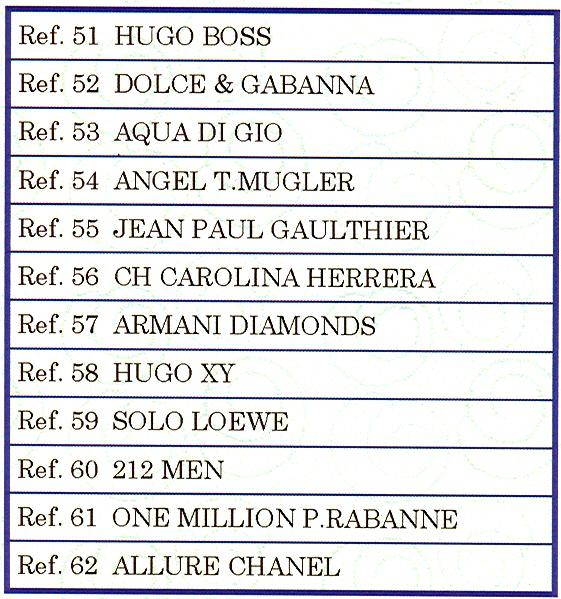 Ref. 51 HUGO BOSS
Ref. 52 DOLCE & GABANNA
Ref. 53 AQUA DI GIO
Ref. 54 ANGEL T.MUGLER
Ref. 55 JEAN PAUL GAULTHIER
Ref. 56 CH CAROLINA HERRERA
Ref. 57 ARMANI DIAMONDS
Ref. 58 HUGO XY
Ref. 59 SOLO LOEWE
Ref. 60 212 MEN
Ref. 61 ONE MILLION P.RABANNE
Ref. 62 ALLURE CHANEL